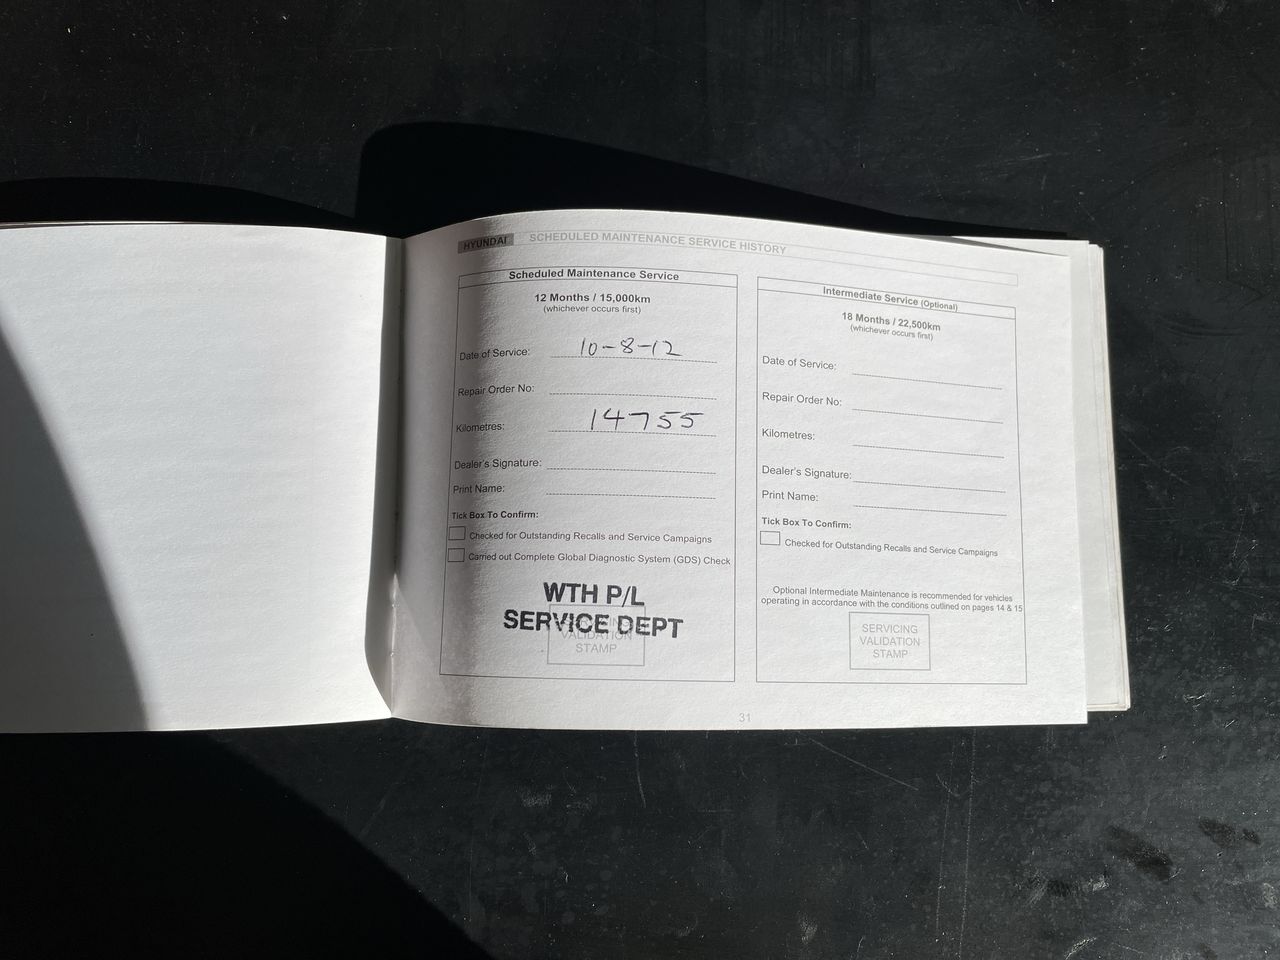 HYUNDAI SCHEDULED MAINTENANCE SERVICE HISTORY
Scheduled Maintenance Service
12 Months / 15,000km
(whichever occurs first)
Date of Service: 10-8-12
Repair Order No:
Kilometres: 14755
Dealer's Signature:
Print Name:
Tick Box To Confirm:
Checked for Outstanding Recalls and Service Campaigns
Carried out Complete Global Diagnostic System (GDS) Check
WTH P/L
SERVICE DEPT
SERVICING
VALIDATION
STAMP
Intermediate Service (Optional)
18 Months / 22,500km
(whichever occurs first)
Date of Service:
Repair Order No:
Kilometres:
Dealer's Signature:
Print Name:
Tick Box To Confirm:
Checked for Outstanding Recalls and Service Campaigns
Optional Intermediate Maintenance is recommended for vehicles
operating in accordance with the conditions outlined on pages 14 & 15
SERVICING
VALIDATION
STAMP
31